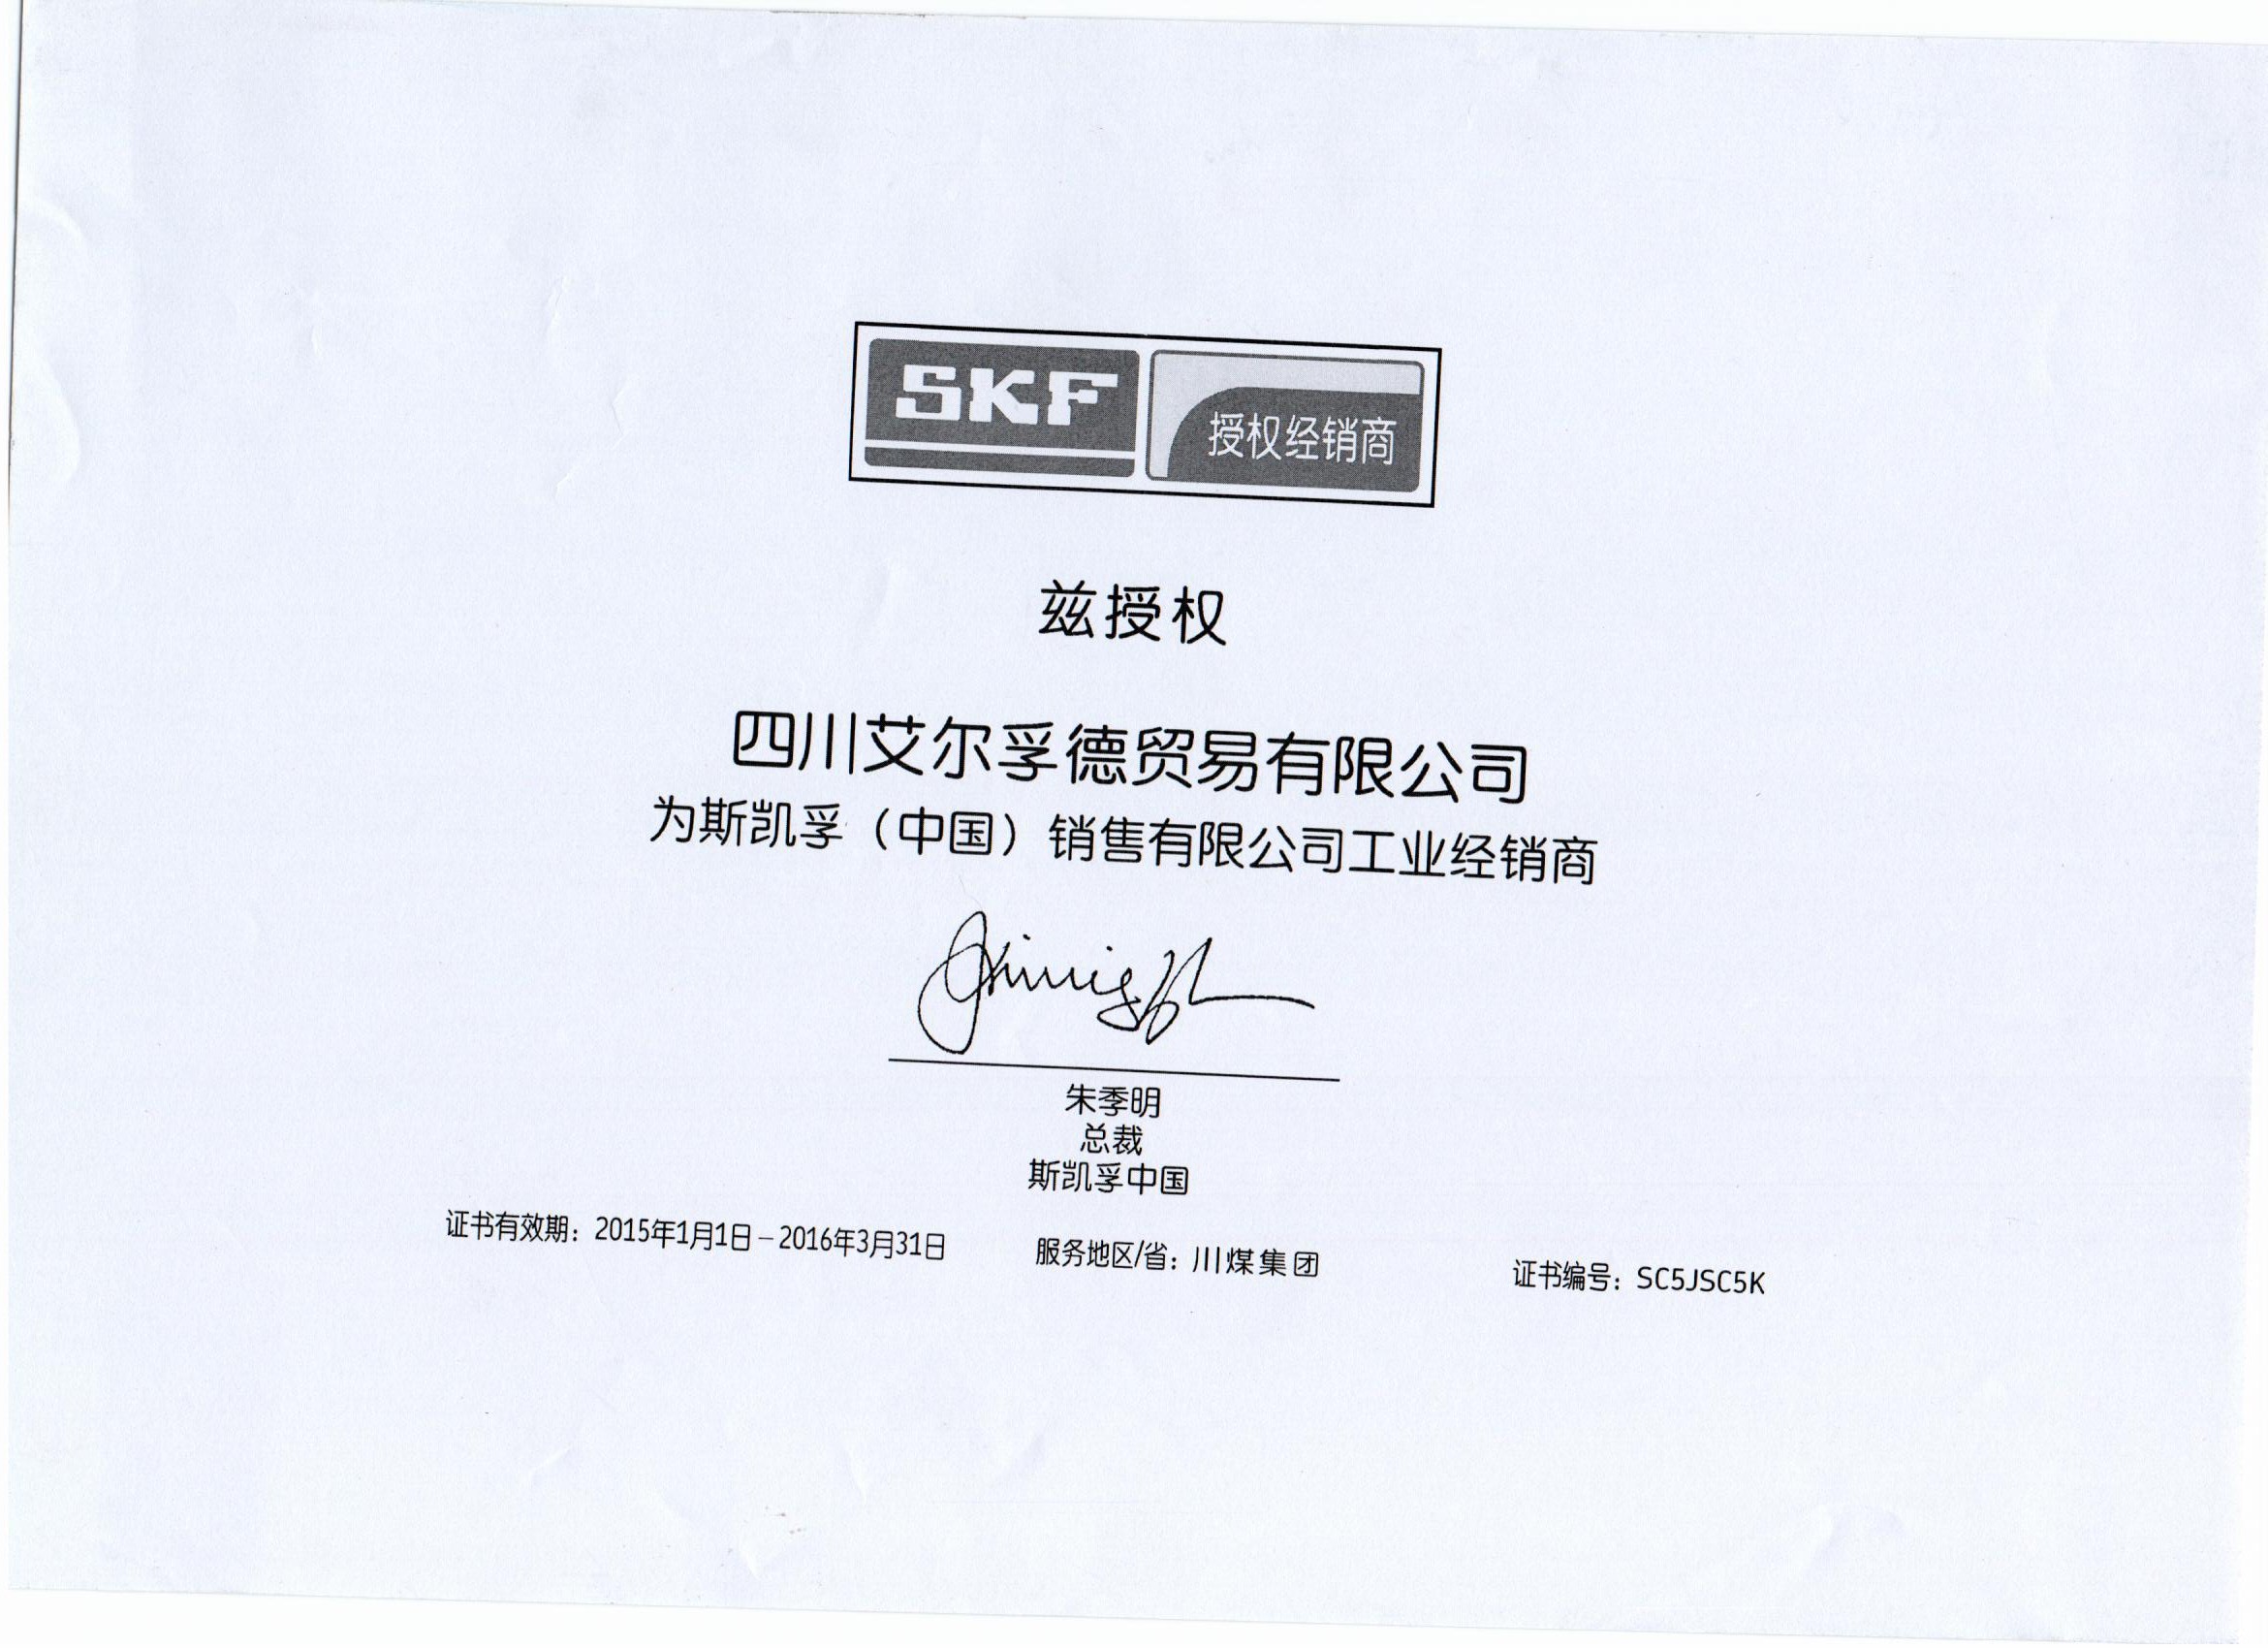 SKF 授权经销商
兹授权
四川艾尔孚德贸易有限公司
为斯凯孚（中国）销售有限公司工业经销商
朱季明
总裁
斯凯孚中国
证书有效期：2015年1月1日－2016年3月31日 服务地区/省：川煤集团 证书编号：SC5JSC5K